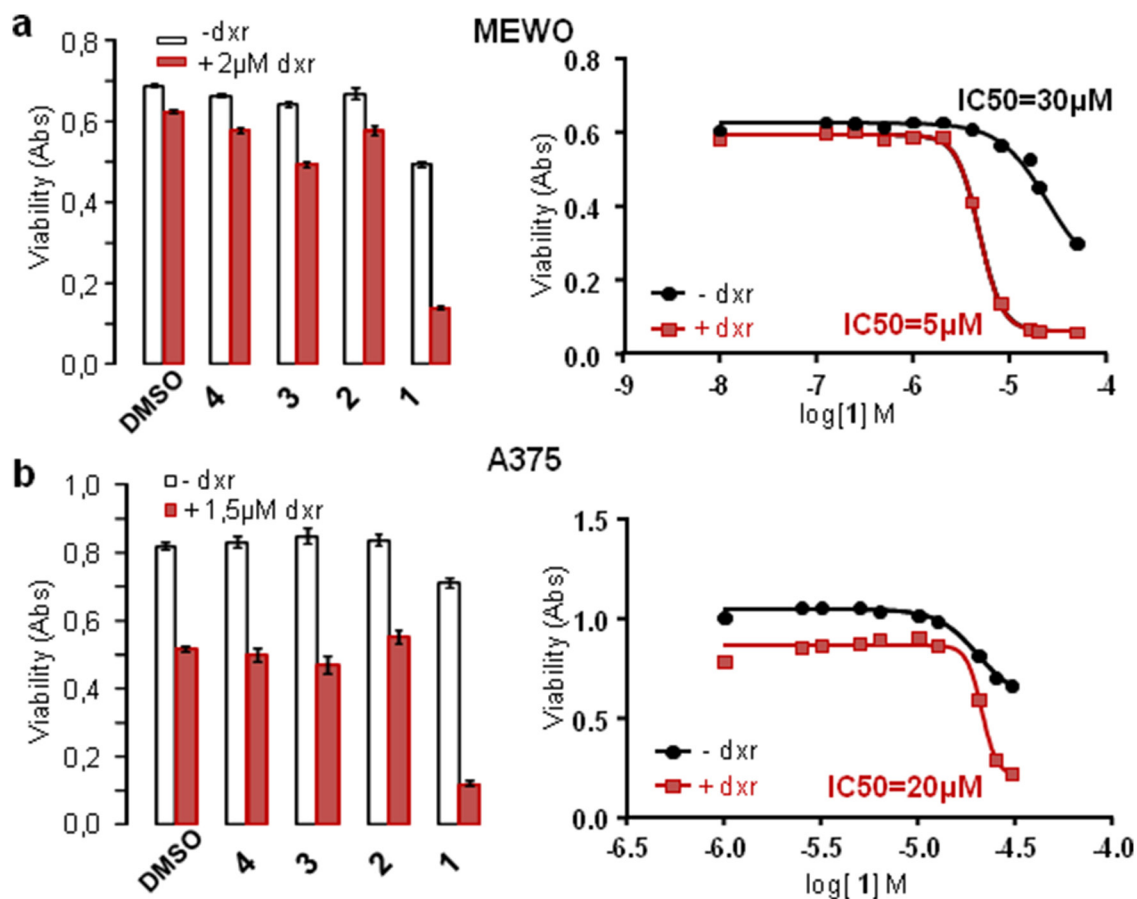 a
-dxr
+2µM dxr
0,8
0,6
0,4
0,2
0,0
Viability (Abs)
DMSO
4
3
2
1
MEWO
0.8
0.6
0.4
0.2
0.0
Viability (Abs)
IC50=30µM
- dxr
+ dxr
IC50=5µM
-9
-8
-7
-6
-5
-4
log[1] M
b
- dxr
+1,5µM dxr
1,0
0,8
0,6
0,4
0,2
0,0
Viability (Abs)
DMSO
4
3
2
1
A375
1.5
1.0
0.5
0.0
Viability (Abs)
- dxr
+ dxr
IC50=20µM
-6.5
-6.0
-5.5
-5.0
-4.5
-4.0
log[ 1] M